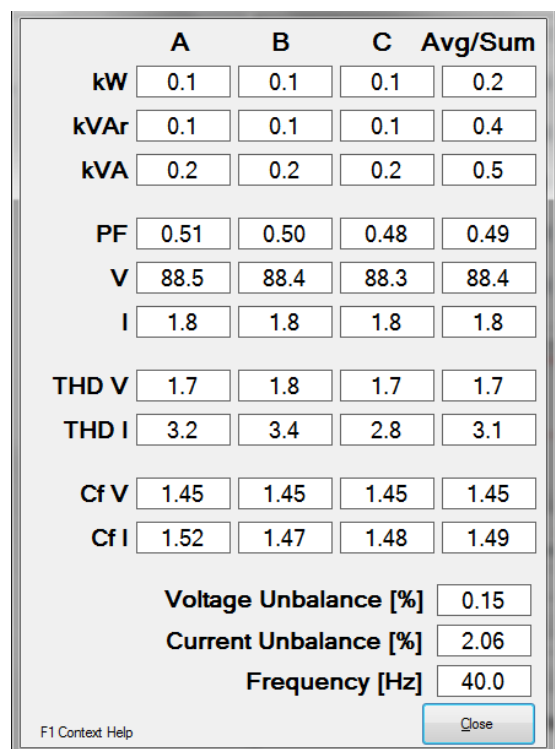 A B C Avg/Sum
kW 0.1 0.1 0.1 0.2
kVAr 0.1 0.1 0.1 0.4
kVA 0.2 0.2 0.2 0.5
PF 0.51 0.50 0.48 0.49
V 88.5 88.4 88.3 88.4
I 1.8 1.8 1.8 1.8
THD V 1.7 1.8 1.7 1.7
THD I 3.2 3.4 2.8 3.1
Cf V 1.45 1.45 1.45 1.45
Cf I 1.52 1.47 1.48 1.49
Voltage Unbalance [%] 0.15
Current Unbalance [%] 2.06
Frequency [Hz] 40.0
F1 Context Help Close